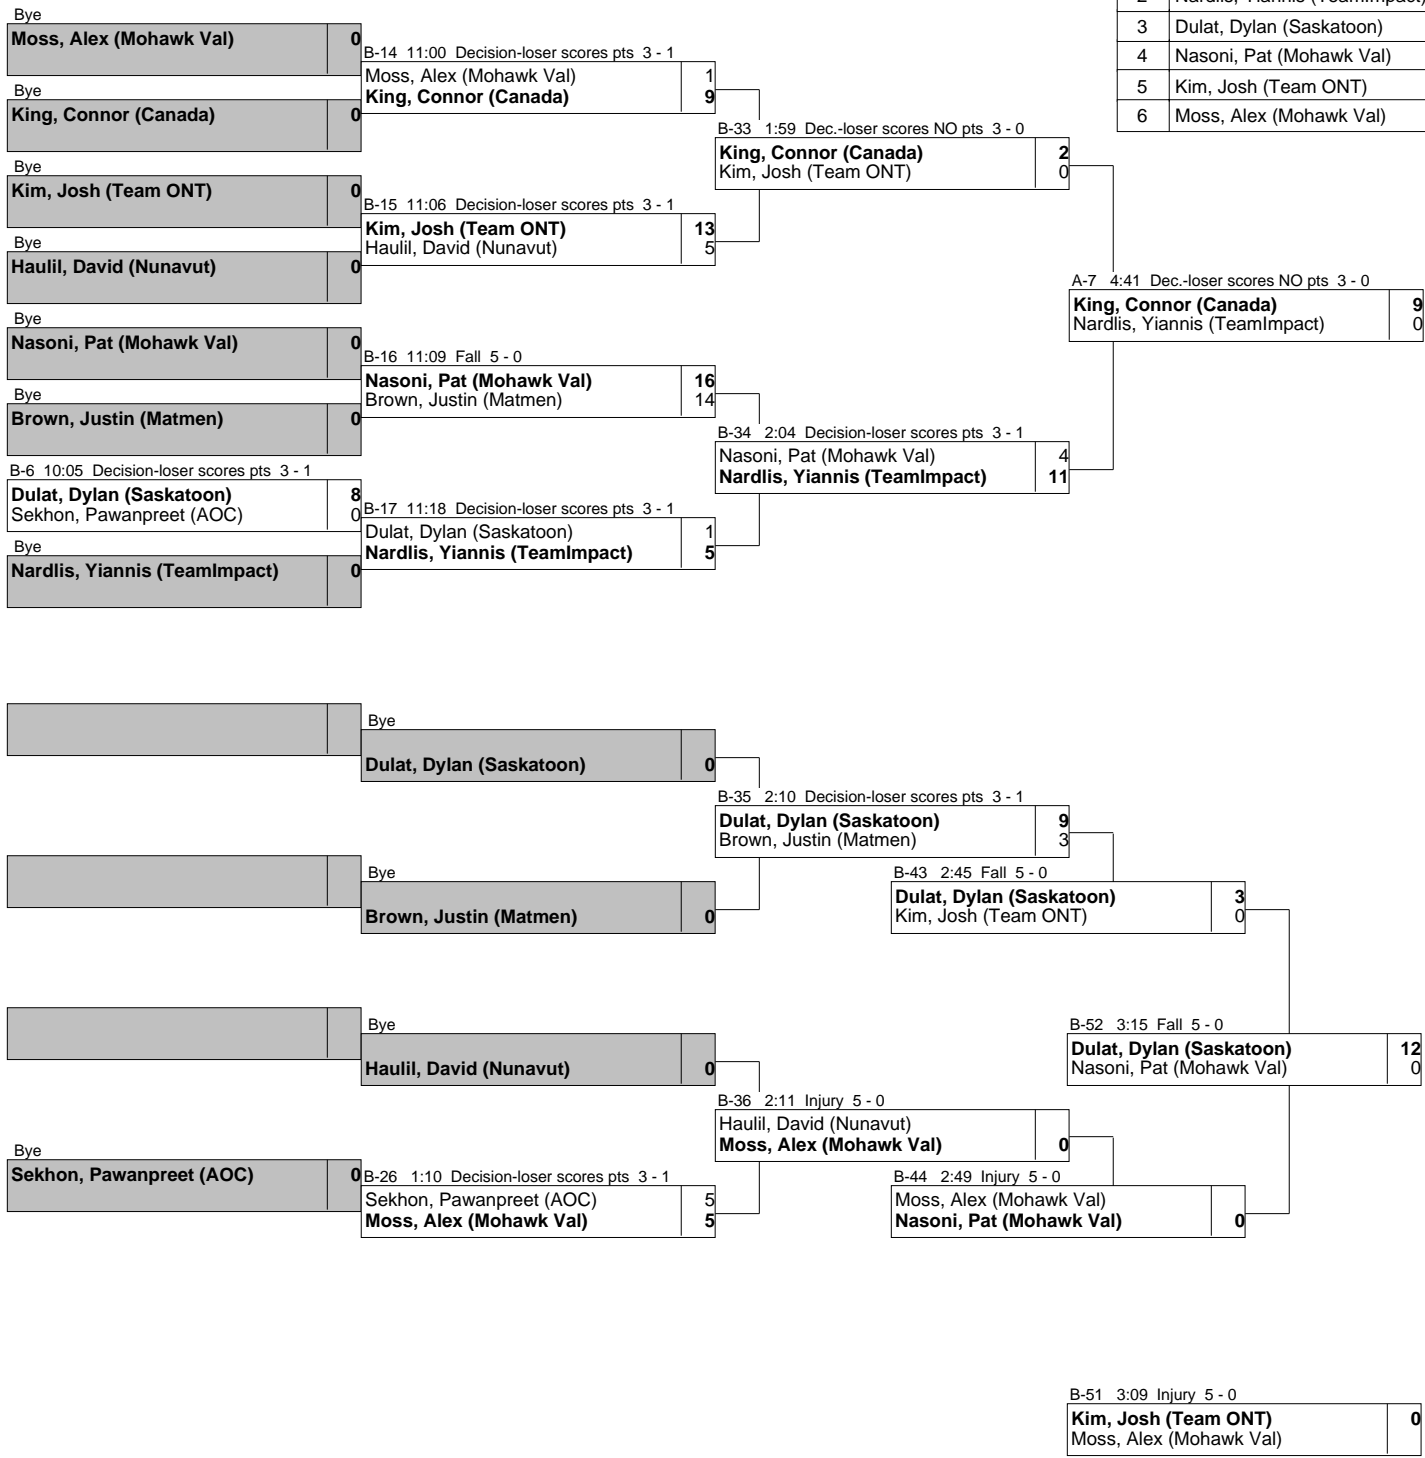 Bye
Moss, Alex (Mohawk Val) 0
Bye
King, Connor (Canada) 0
Bye
Kim, Josh (Team ONT) 0
Bye
Haulil, David (Nunavut) 0
Bye
Nasoni, Pat (Mohawk Val) 0
Bye
Brown, Justin (Matmen) 0
B-6 10:05 Decision-loser scores pts 3 - 1
Dulat, Dylan (Saskatoon) 8
Sekhon, Pawanpreet (AOC) 0
Bye
Nardlis, Yiannis (TeamImpact) 0
B-14 11:00 Decision-loser scores pts 3 - 1
Moss, Alex (Mohawk Val) 1
King, Connor (Canada) 9
B-15 11:06 Decision-loser scores pts 3 - 1
Kim, Josh (Team ONT) 13
Haulil, David (Nunavut) 5
B-16 11:09 Fall 5 - 0
Nasoni, Pat (Mohawk Val) 16
Brown, Justin (Matmen) 14
B-17 11:18 Decision-loser scores pts 3 - 1
Dulat, Dylan (Saskatoon) 1
Nardlis, Yiannis (TeamImpact) 5
B-33 1:59 Dec.-loser scores NO pts 3 - 0
King, Connor (Canada) 2
Kim, Josh (Team ONT) 0
B-34 2:04 Decision-loser scores pts 3 - 1
Nasoni, Pat (Mohawk Val) 4
Nardlis, Yiannis (TeamImpact) 11
A-7 4:41 Dec.-loser scores NO pts 3 - 0
King, Connor (Canada) 9
Nardlis, Yiannis (TeamImpact) 0
2 Nardlis, Yiannis (TeamImpact)
3 Dulat, Dylan (Saskatoon)
4 Nasoni, Pat (Mohawk Val)
5 Kim, Josh (Team ONT)
6 Moss, Alex (Mohawk Val)
Bye
Dulat, Dylan (Saskatoon) 0
Bye
Brown, Justin (Matmen) 0
Bye
Haulil, David (Nunavut) 0
Bye
Sekhon, Pawanpreet (AOC) 0
B-26 1:10 Decision-loser scores pts 3 - 1
Sekhon, Pawanpreet (AOC) 5
Moss, Alex (Mohawk Val) 5
B-35 2:10 Decision-loser scores pts 3 - 1
Dulat, Dylan (Saskatoon) 9
Brown, Justin (Matmen) 3
B-36 2:11 Injury 5 - 0
Haulil, David (Nunavut)
Moss, Alex (Mohawk Val) 0
B-43 2:45 Fall 5 - 0
Dulat, Dylan (Saskatoon) 3
Kim, Josh (Team ONT) 0
B-44 2:49 Injury 5 - 0
Moss, Alex (Mohawk Val)
Nasoni, Pat (Mohawk Val) 0
B-52 3:15 Fall 5 - 0
Dulat, Dylan (Saskatoon) 12
Nasoni, Pat (Mohawk Val) 0
B-51 3:09 Injury 5 - 0
Kim, Josh (Team ONT) 0
Moss, Alex (Mohawk Val)